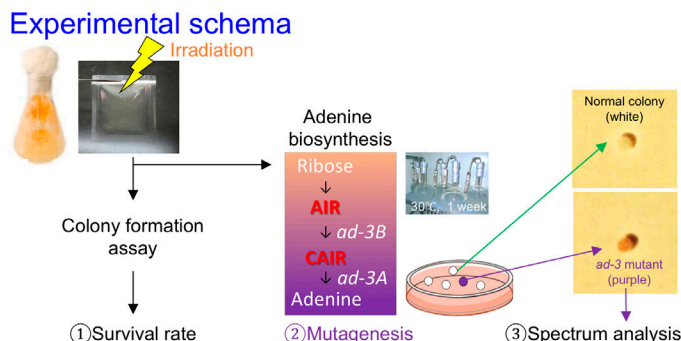 Experimental schema
Irradiation
Colony formation
assay
①Survival rate
Adenine
biosynthesis
Ribose
↓
AIR
↓ ad-3B
CAIR
↓ ad-3A
Adenine
30℃, 1 week
②Mutagenesis
Normal colony
(white)
ad-3 mutant
(purple)
③Spectrum analysis